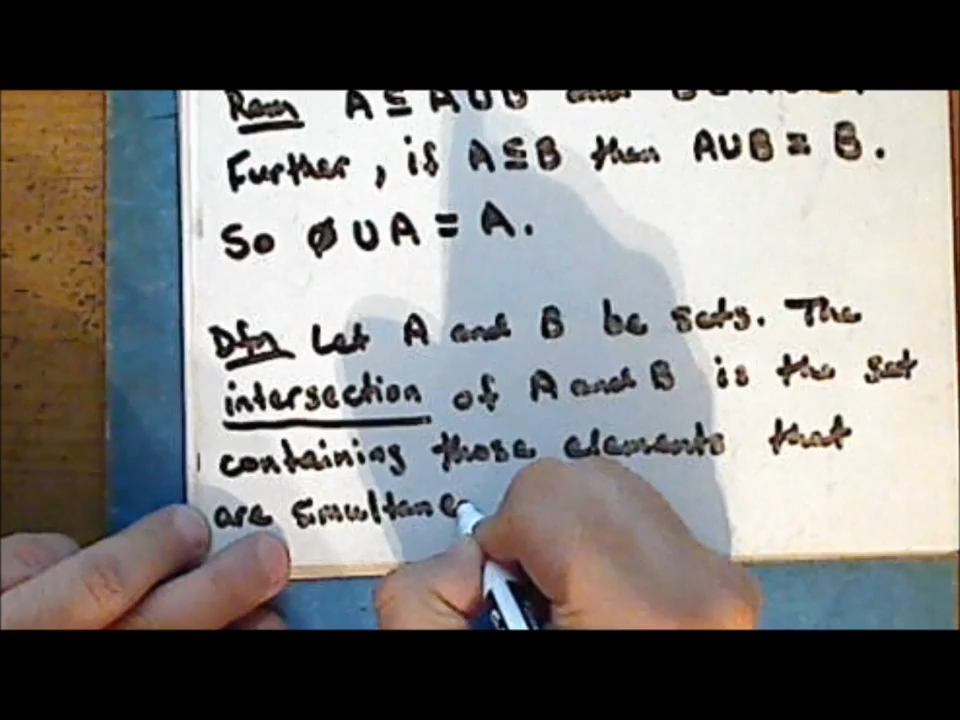 Rem A ⊆ A∪B and
Further, if A⊆B then A∪B = B.
So ∅ ∪ A = A.
Dfn Let A and B be sets. The
intersection of A and B is the set
containing those elements that
are simultane